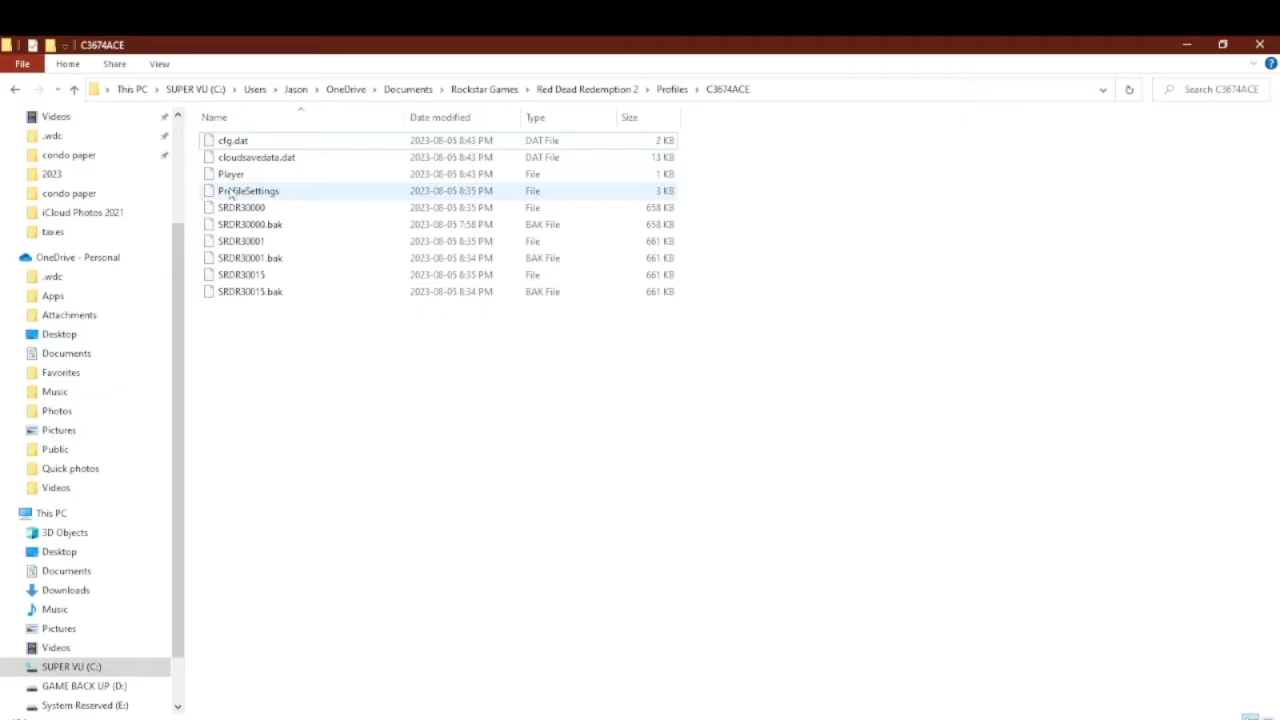 C3674ACE
File Home Share View
This PC > SUPER VU (C:) > Users > Jason > OneDrive > Documents > Rockstar Games > Red Dead Redemption 2 > Profiles > C3674ACE
Search C3674ACE
Name Date modified Type Size
cfg.dat 2023-08-05 8:43 PM DAT File 2 KB
cloudsavedata.dat 2023-08-05 8:43 PM DAT File 13 KB
Player 2023-08-05 8:43 PM File 1 KB
ProfileSettings 2023-08-05 8:35 PM File 3 KB
SRDR30000 2023-08-05 8:35 PM File 658 KB
SRDR30000.bak 2023-08-05 7:58 PM BAK File 658 KB
SRDR30001 2023-08-05 8:35 PM File 661 KB
SRDR30001.bak 2023-08-05 8:34 PM BAK File 661 KB
SRDR30015 2023-08-05 8:35 PM File 661 KB
SRDR30015.bak 2023-08-05 8:34 PM BAK File 661 KB
Videos
.wdc
condo paper
2023
condo paper
iCloud Photos 2021
taxes
OneDrive - Personal
.wdc
Apps
Attachments
Desktop
Documents
Favorites
Music
Photos
Pictures
Public
Quick photos
Videos
This PC
3D Objects
Desktop
Documents
Downloads
Music
Pictures
Videos
SUPER VU (C:)
GAME BACK UP (D:)
System Reserved (E:)